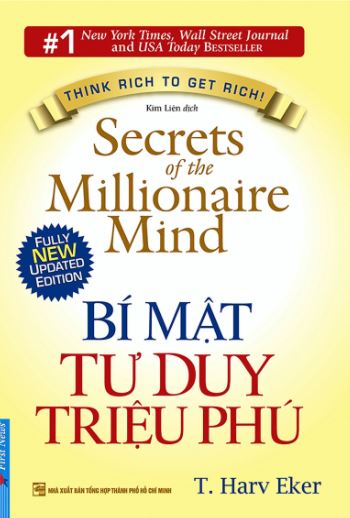 #1 New York Times, Wall Street Journal
and USA Today BESTSELLER
THINK RICH TO GET RICH!
Kim Liên dịch
Secrets
of the
Millionaire
Mind
FULLY
NEW
UPDATED
EDITION
BÍ MẬT
TƯ DUY
TRIỆU PHÚ
First News
NHÀ XUẤT BẢN TỔNG HỢP THÀNH PHỐ HỒ CHÍ MINH
T. Harv Eker